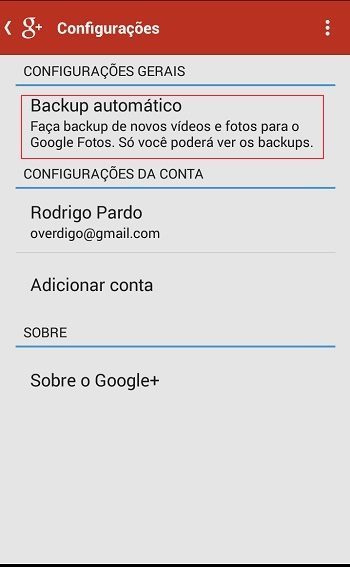 g+ Configurações
CONFIGURAÇÕES GERAIS
Backup automático
Faça backup de novos vídeos e fotos para o
Google Fotos. Só você poderá ver os backups.
CONFIGURAÇÕES DA CONTA
Rodrigo Pardo
overdigo@gmail.com
Adicionar conta
SOBRE
Sobre o Google+